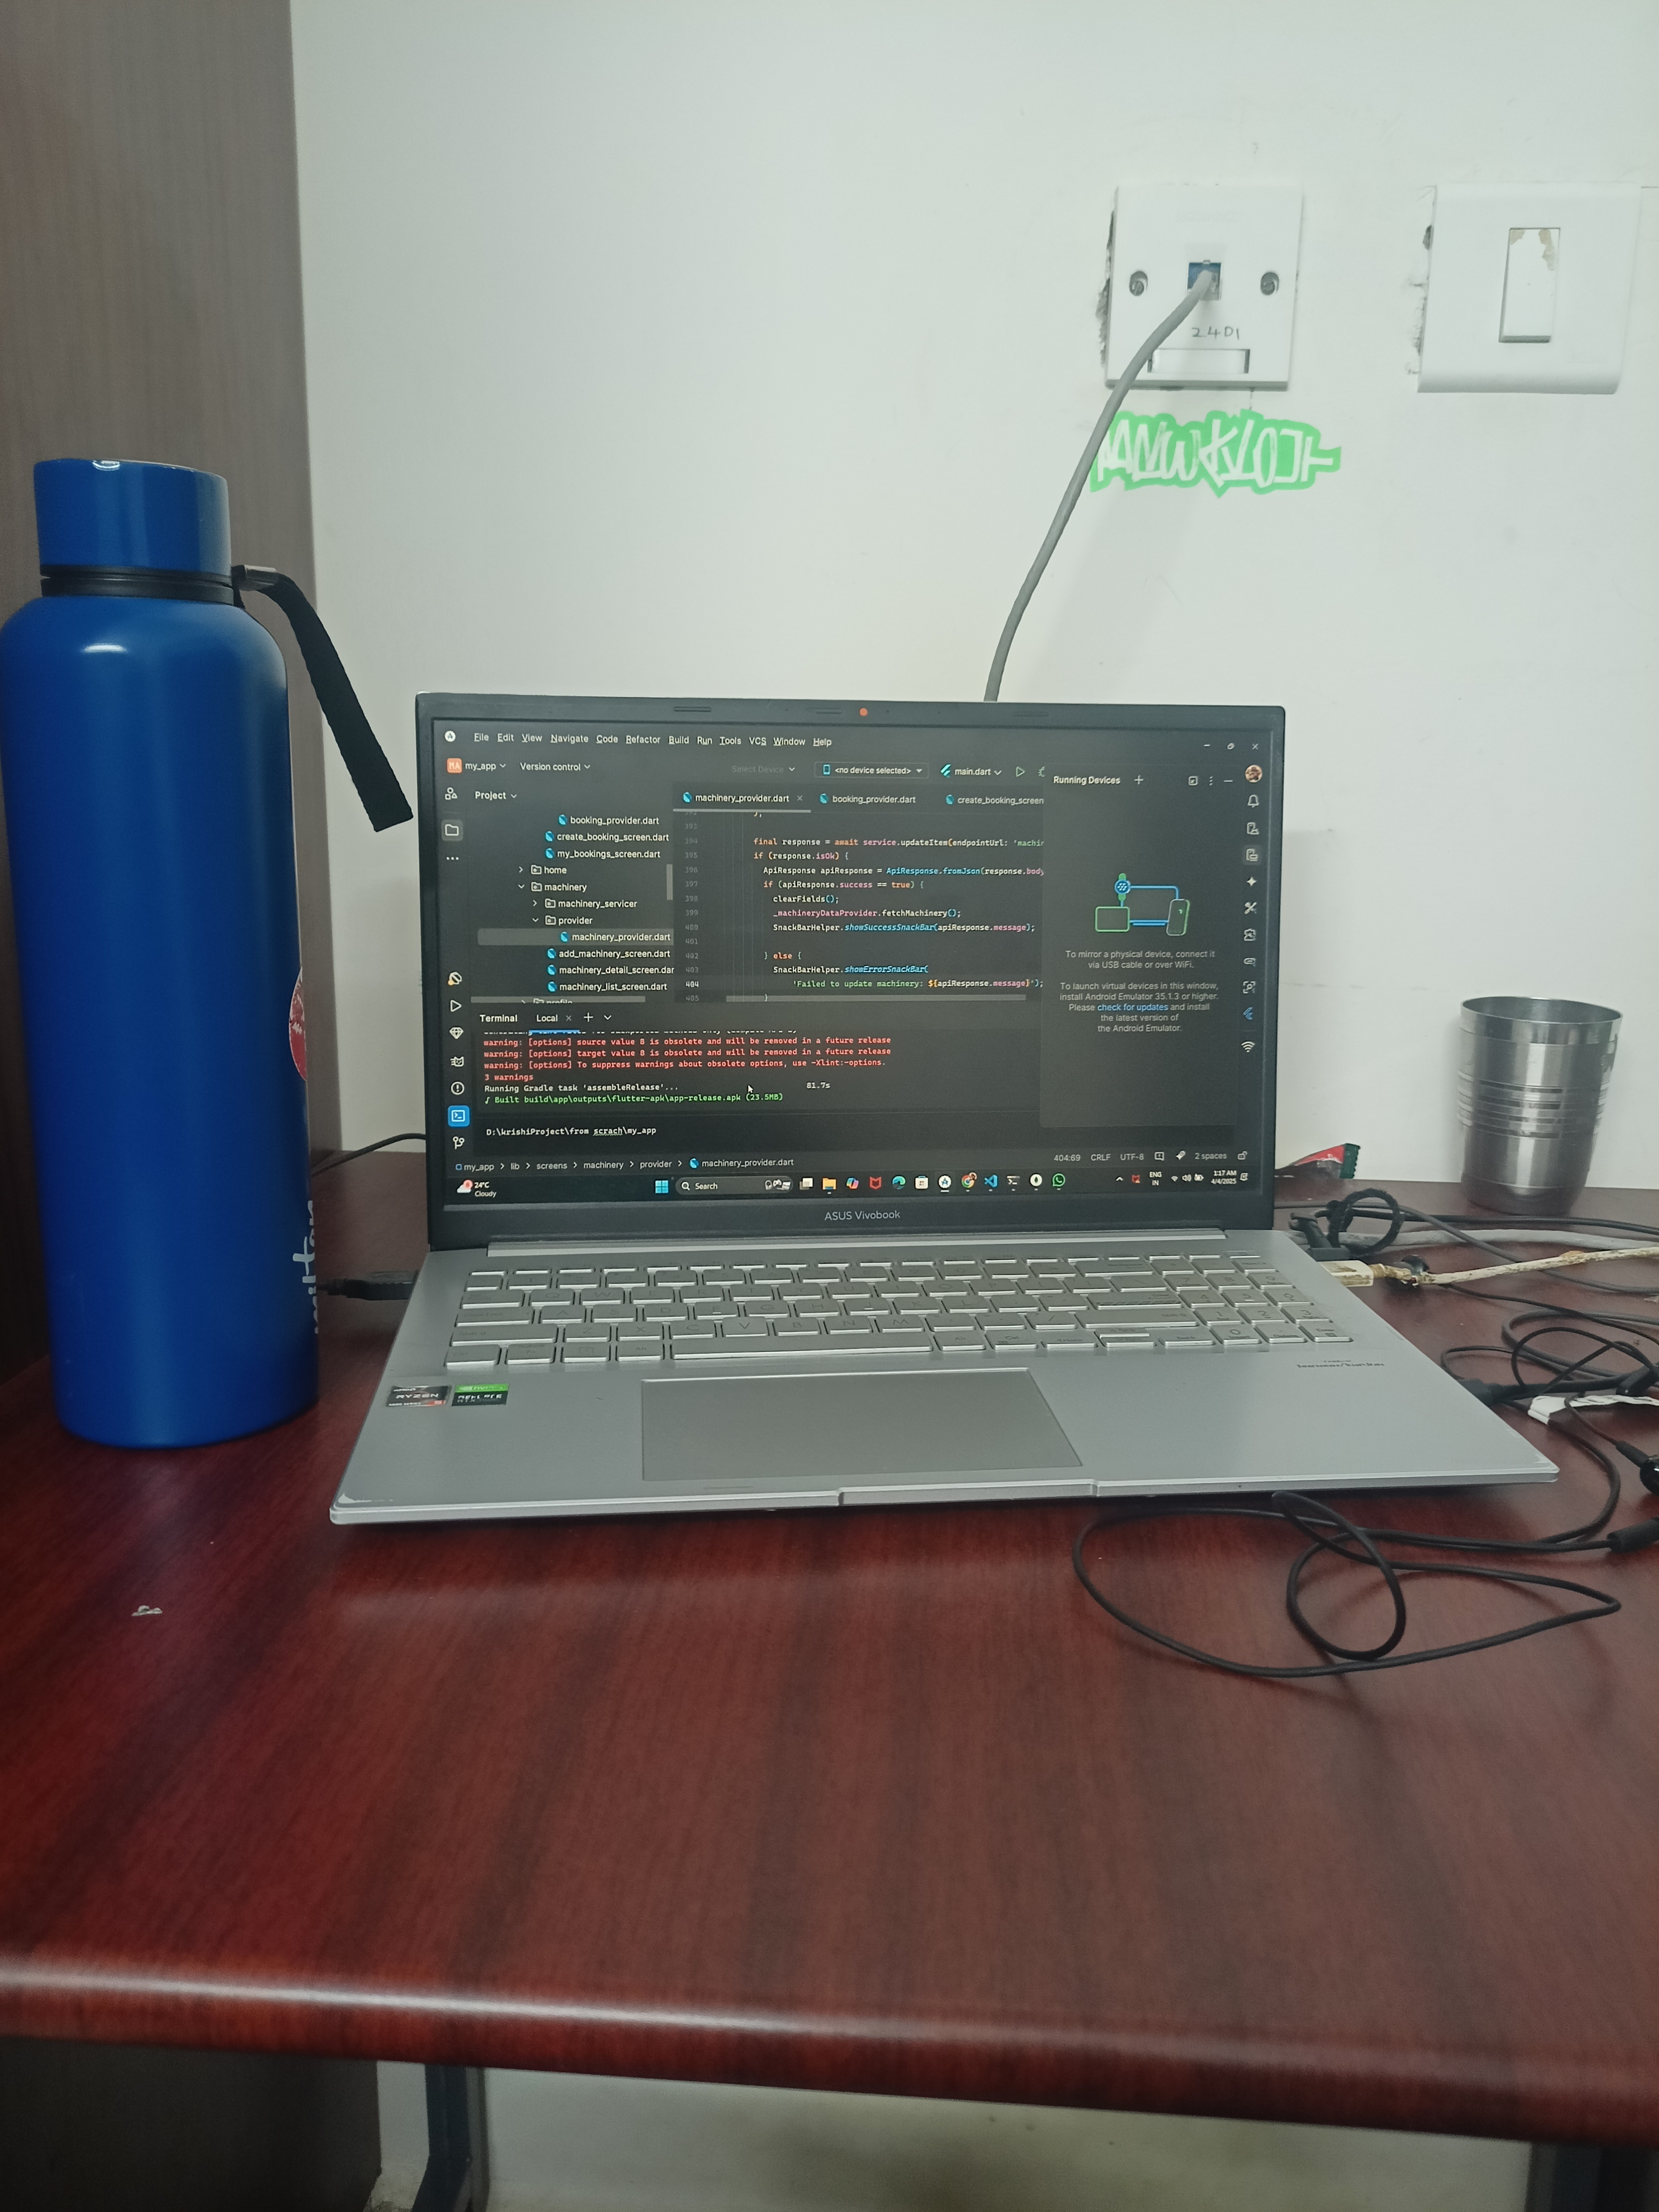 24D1
File Edit View Navigate Code Refactor Build Run Tools VCS Window Help
MA my_app Version control Select Device <no device selected> main.dart
Running Devices
Project
machinery_provider.dart booking_provider.dart create_booking_screen
booking_provider.dart
create_booking_screen.dart
my_bookings_screen.dart
home
machinery
machinery_servicer
provider
machinery_provider.dart
add_machinery_screen.dart
machinery_detail_screen.dar
machinery_list_screen.dart
profile
393
394 final response = await service.updateItem(endpointUrl: 'machin
395 if (response.isOk) {
396 ApiResponse apiResponse = ApiResponse.fromJson(response.body
397 if (apiResponse.success == true) {
398 clearFields();
399 _machineryDataProvider.fetchMachinery();
400 SnackBarHelper.showSuccessSnackBar(apiResponse.message);
401
402 } else {
403 SnackBarHelper.showErrorSnackBar(
404 'Failed to update machinery: ${apiResponse.message}');
405 }
To mirror a physical device, connect it
via USB cable or over WiFi.
To launch virtual devices in this window,
install Android Emulator 35.1.3 or higher.
Please check for updates and install
the latest version of
the Android Emulator.
Terminal Local
warning: [options] source value 8 is obsolete and will be removed in a future release
warning: [options] target value 8 is obsolete and will be removed in a future release
warning: [options] To suppress warnings about obsolete options, use -Xlint:-options.
3 warnings
Running Gradle task 'assembleRelease'... 81.7s
√ Built build\app\outputs\flutter-apk\app-release.apk (23.5MB)
D:\krishiProject\from scrach\my_app
my_app > lib > screens > machinery > provider > machinery_provider.dart
404:69 CRLF UTF-8 2 spaces
24°C
Cloudy
Search
ENG
IN
1:17 AM
4/4/2025
ASUS Vivobook
RYZEN
milton